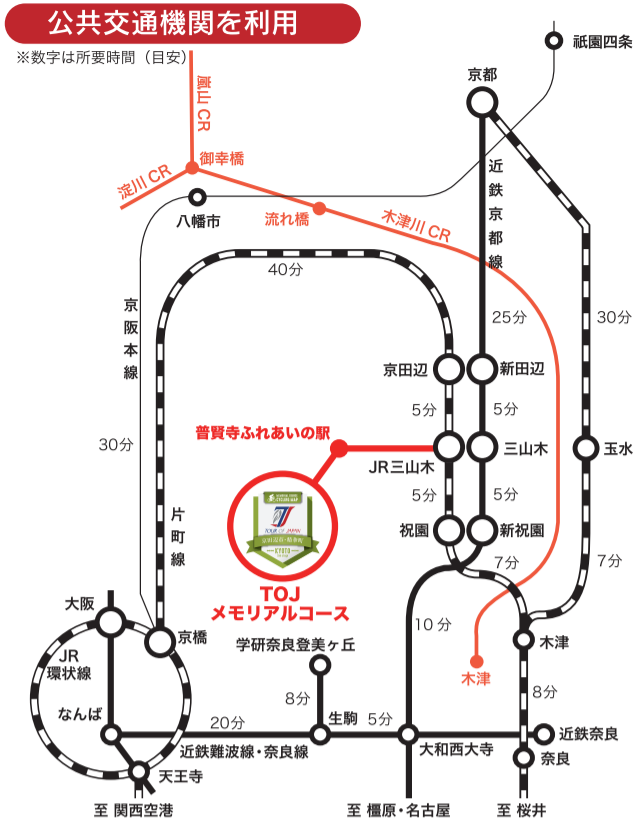 公共交通機関を利用
※数字は所要時間（目安）
祇園四条
京都
嵐山CR
御幸橋
淀川CR
八幡市
流れ橋
木津川CR
近鉄京都線
40分
京阪本線
25分
30分
京田辺
新田辺
5分
5分
普賢寺ふれあいの駅
30分
JR三山木
三山木
玉水
5分
5分
片町線
TOUR OF JAPAN
KYOTO
祝園
新祝園
7分
7分
TOJ
メモリアルコース
大阪
京橋
10分
木津
学研奈良登美ヶ丘
JR
環状線
木津
8分
8分
なんば
20分
生駒
5分
近鉄難波線・奈良線
大和西大寺
近鉄奈良
奈良
天王寺
至 関西空港
至 橿原・名古屋
至 桜井